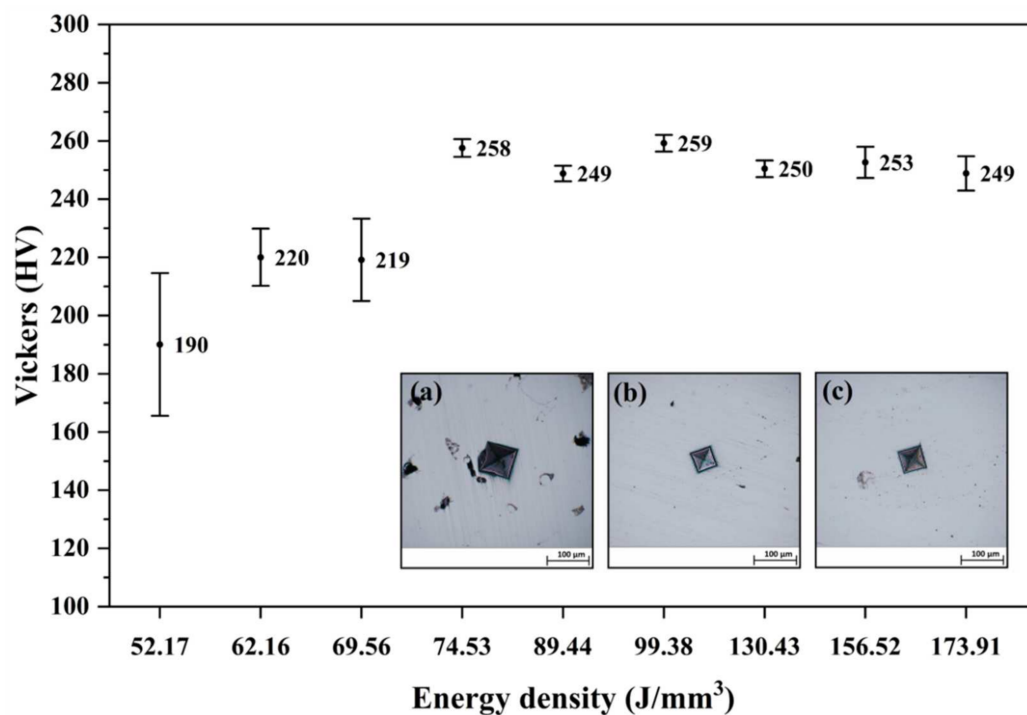 300
280
260
240
220
200
180
160
140
120
100
Vickers (HV)
190
220
219
258
249
259
250
253
249
(a)
(b)
(c)
100 μm
100 μm
100 μm
52.17 62.16 69.56 74.53 89.44 99.38 130.43 156.52 173.91
Energy density (J/mm³)